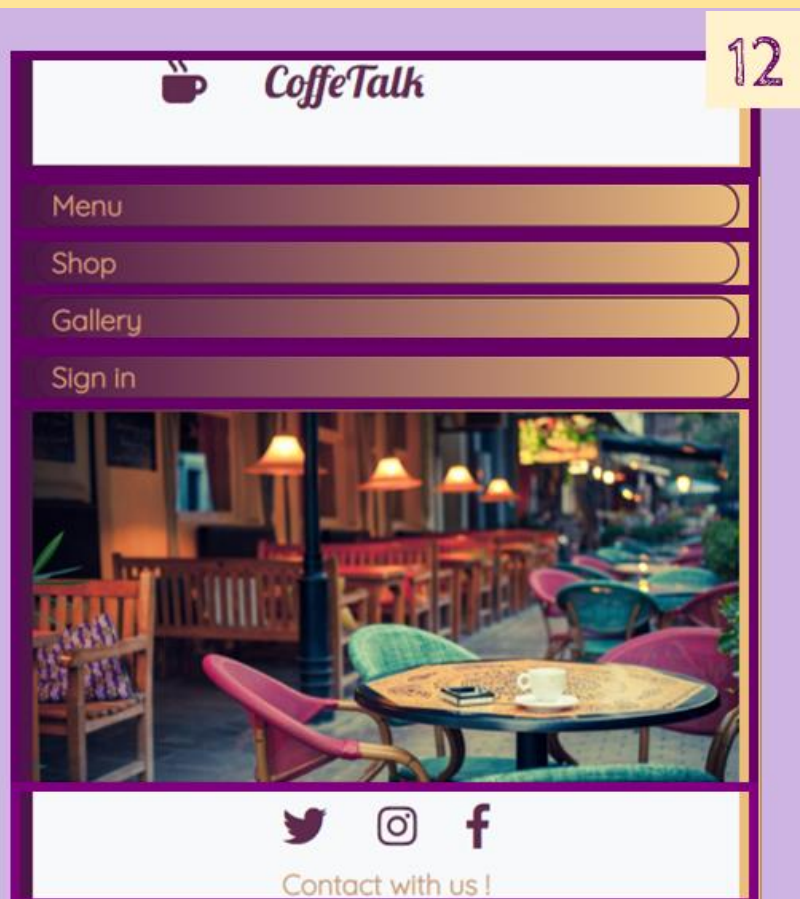 12
CoffeTalk
Menu
Shop
Gallery
Sign in
Contact with us !